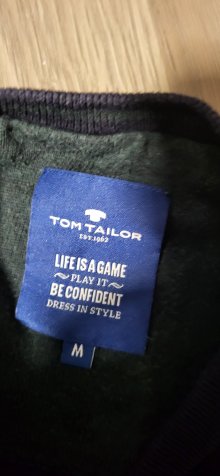 TOM TAILOR
EST.1962
LIFE IS A GAME
~ PLAY IT ~
BE CONFIDENT
DRESS IN STYLE
M